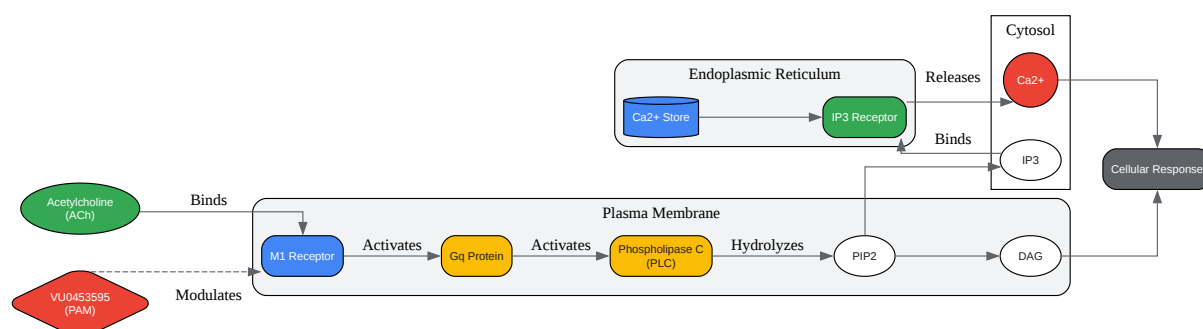 Cytosol
Endoplasmic Reticulum
Releases
Ca2+
Ca2+ Store
IP3 Receptor
Binds
IP3
Cellular Response
Acetylcholine
(ACh)
Binds
Plasma Membrane
M1 Receptor
Activates
Gq Protein
Activates
Phospholipase C
(PLC)
Hydrolyzes
PIP2
DAG
VU0453595
(PAM)
Modulates